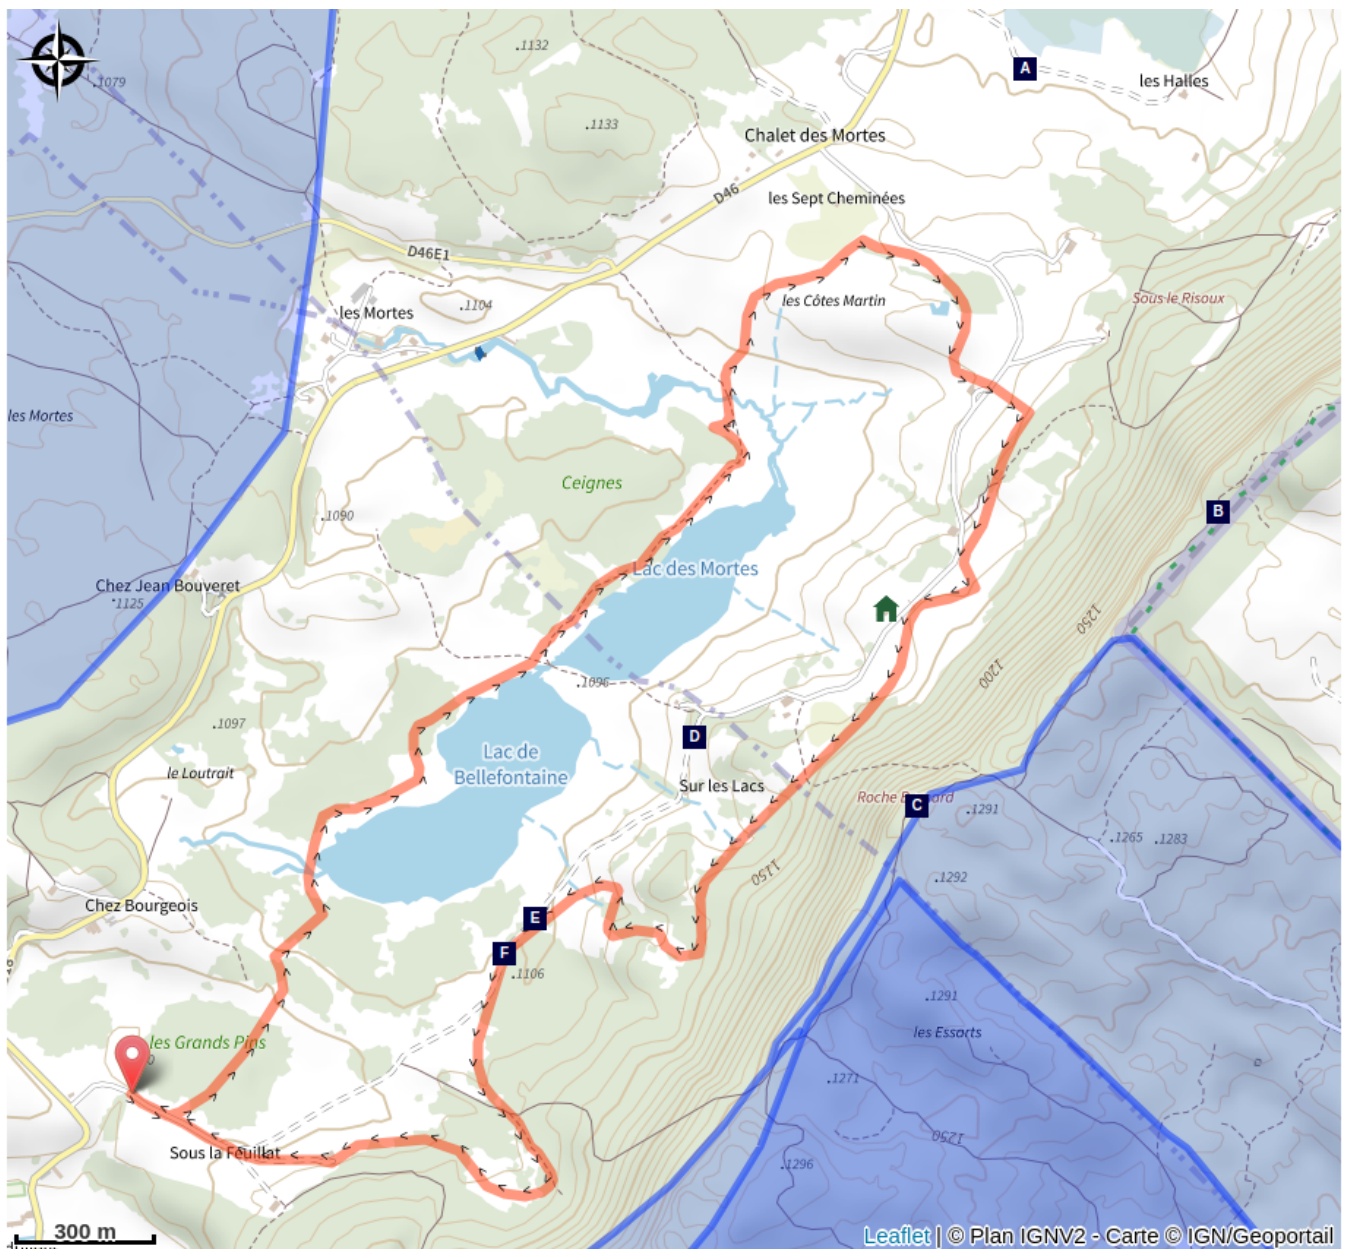 .1132
A
les Halles
.1079
.1133
Chalet des Mortes
D46
les Sept Cheminées
D46E1
les Mortes
.1104
les Côtes Martin
Sous le Risoux
les Mortes
Ceignes
B
.1090
Lac des Mortes
Chez Jean Bouveret
.1125
1250
1200
.1096
.1097
D
Lac de
Bellefontaine
le Loutrait
Sur les Lacs
C
.1291
.1265
.1283
1150
.1292
Chez Bourgeois
E
F
.1106
.1291
les Essarts
les Grands Pins
.1271
1250
Sous la Feuillat
.1296
300 m
Leaflet | © Plan IGNV2 - Carte © IGN/Geoportail